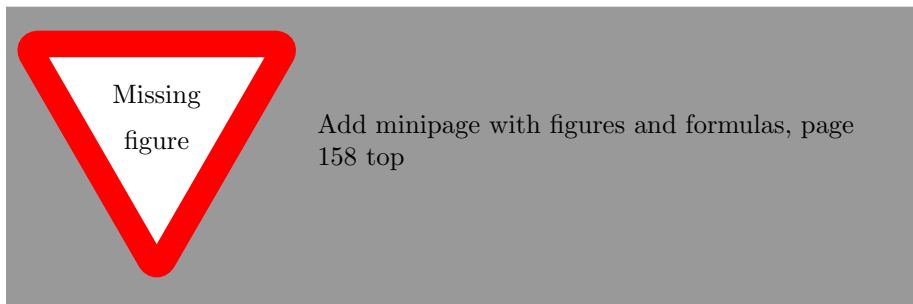 Missing
figure
Add minipage with figures and formulas, page
158 top